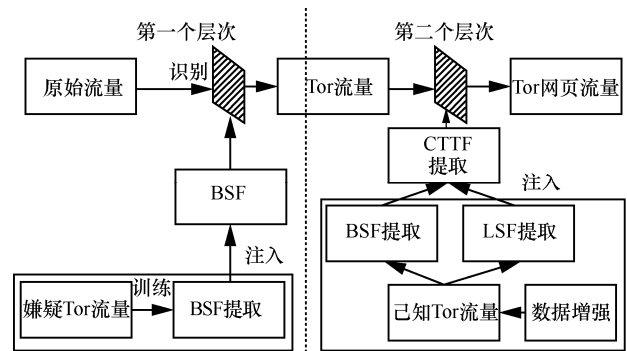 第一个层次
第二个层次
原始流量
识别
Tor流量
Tor网页流量
CTTF
提取
BSF
注入
注入
BSF提取
LSF提取
嫌疑Tor流量
训练
BSF提取
己知Tor流量
数据增强